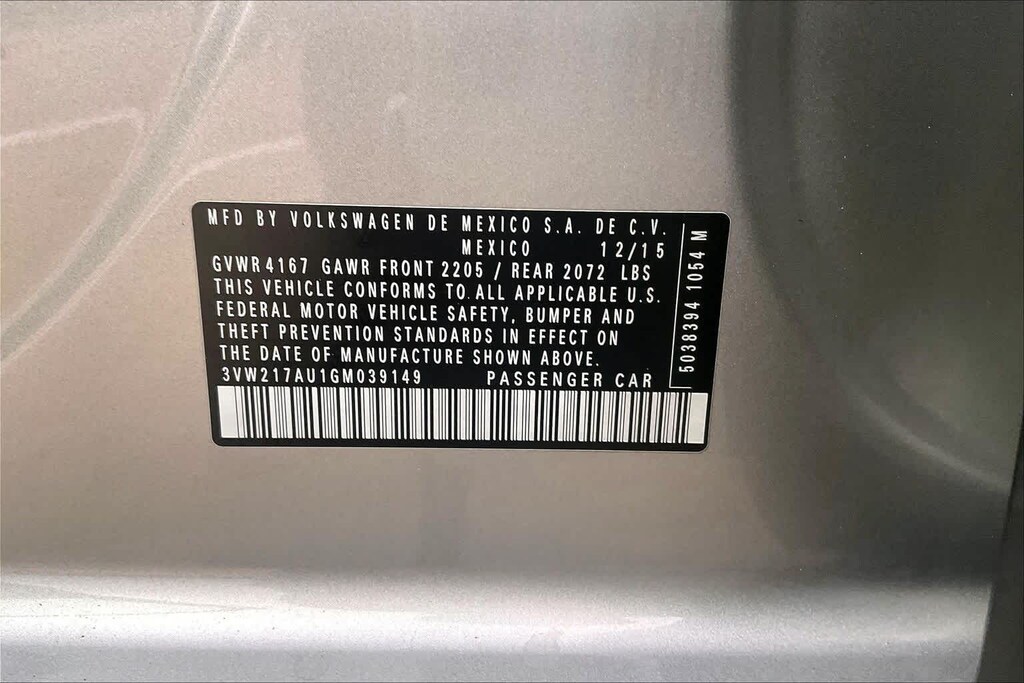 MFD BY VOLKSWAGEN DE MEXICO S.A. DE C.V.
MEXICO 12/15
GVWR 4167 GAWR FRONT 2205 / REAR 2072 LBS
THIS VEHICLE CONFORMS TO ALL APPLICABLE U.S.
FEDERAL MOTOR VEHICLE SAFETY, BUMPER AND
THEFT PREVENTION STANDARDS IN EFFECT ON
THE DATE OF MANUFACTURE SHOWN ABOVE.
3VW217AU1GM039149 PASSENGER CAR
5038394 1054 M